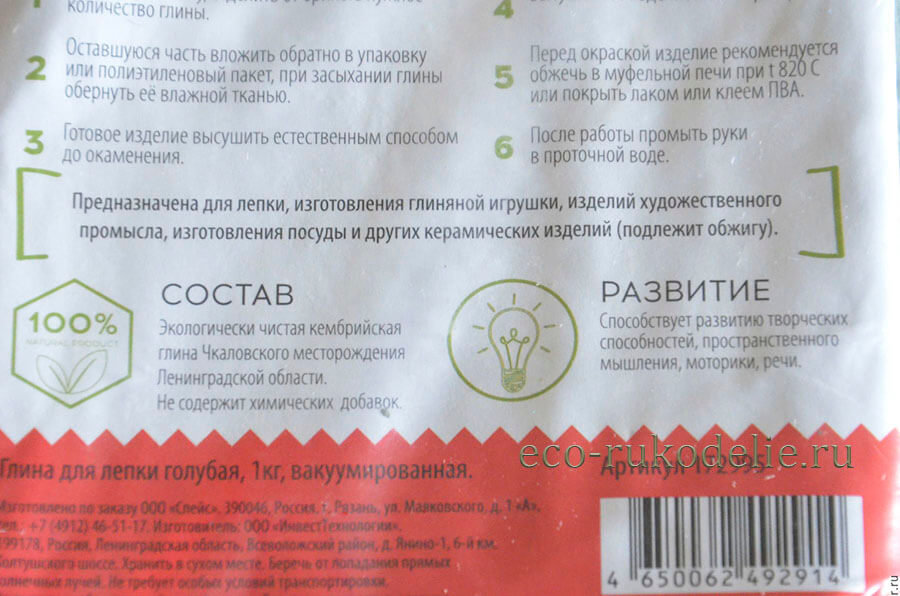 1
количество глины.
2
Оставшуюся часть вложить обратно в упаковку
или полиэтиленовый пакет, при засыхании глины
обернуть её влажной тканью.
3
Готовое изделие высушить естественным способом
до окаменения.
4
5
Перед окраской изделие рекомендуется
обжечь в муфельной печи при t 820 С
или покрыть лаком или клеем ПВА.
6
После работы промыть руки
в проточной воде.
Предназначена для лепки, изготовления глиняной игрушки, изделий художественного
промысла, изготовления посуды и других керамических изделий (подлежит обжигу).
100%
NATURAL PRODUCT
СОСТАВ
Экологически чистая кембрийская
глина Чкаловского месторождения
Ленинградской области.
Не содержит химических добавок.
РАЗВИТИЕ
Способствует развитию творческих
способностей, пространственного
мышления, моторики, речи.
eco-rukodelie.ru
Глина для лепки голубая, 1кг, вакуумированная.
Артикул
Изготовлено по заказу ООО «Спейс». 390046, Россия, г. Рязань, ул. Маяковского, д. 1 «А»,
тел.: +7 (4912) 46-51-17. Изготовитель: ООО «ИнвестТехнологии».
199178, Россия, Ленинградская область, Всеволожский район, д. Янино-1, 6-й км.
Колтушского шоссе. Хранить в сухом месте. Беречь от попадания прямых
солнечных лучей. Не требует особых условий транспортировки.
4 650062 492914
r.ru